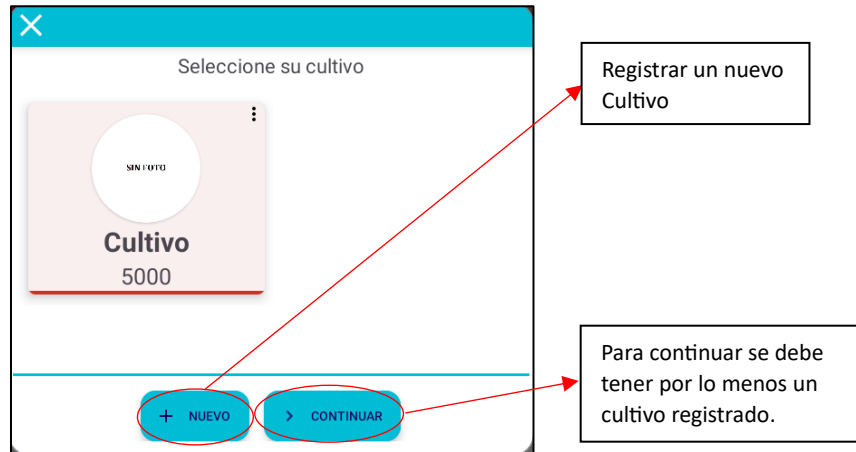 Seleccione su cultivo
SIN FOTO
Cultivo
5000
+ NUEVO
> CONTINUAR
Registrar un nuevo
Cultivo
Para continuar se debe
tener por lo menos un
cultivo registrado.